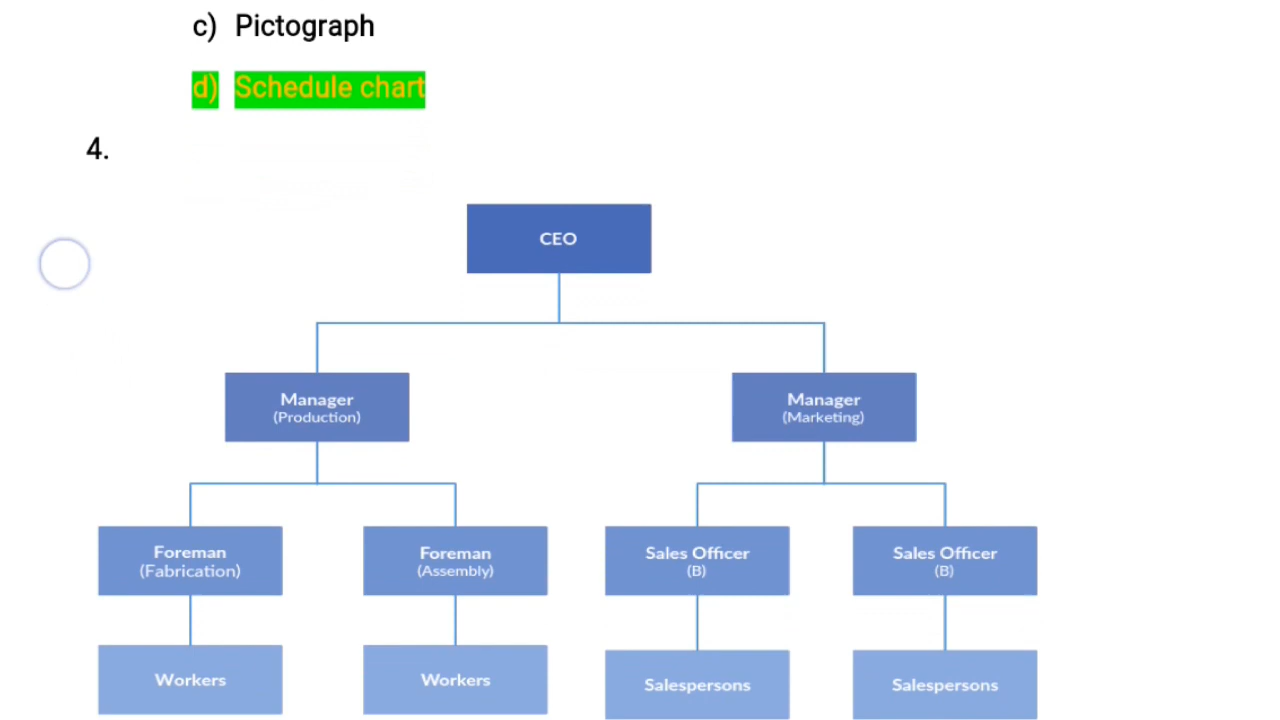 c) Pictograph
d) Schedule chart
4.
CEO
Manager
(Production)
Manager
(Marketing)
Foreman
(Fabrication)
Foreman
(Assembly)
Sales Officer
(B)
Sales Officer
(B)
Workers
Workers
Salespersons
Salespersons